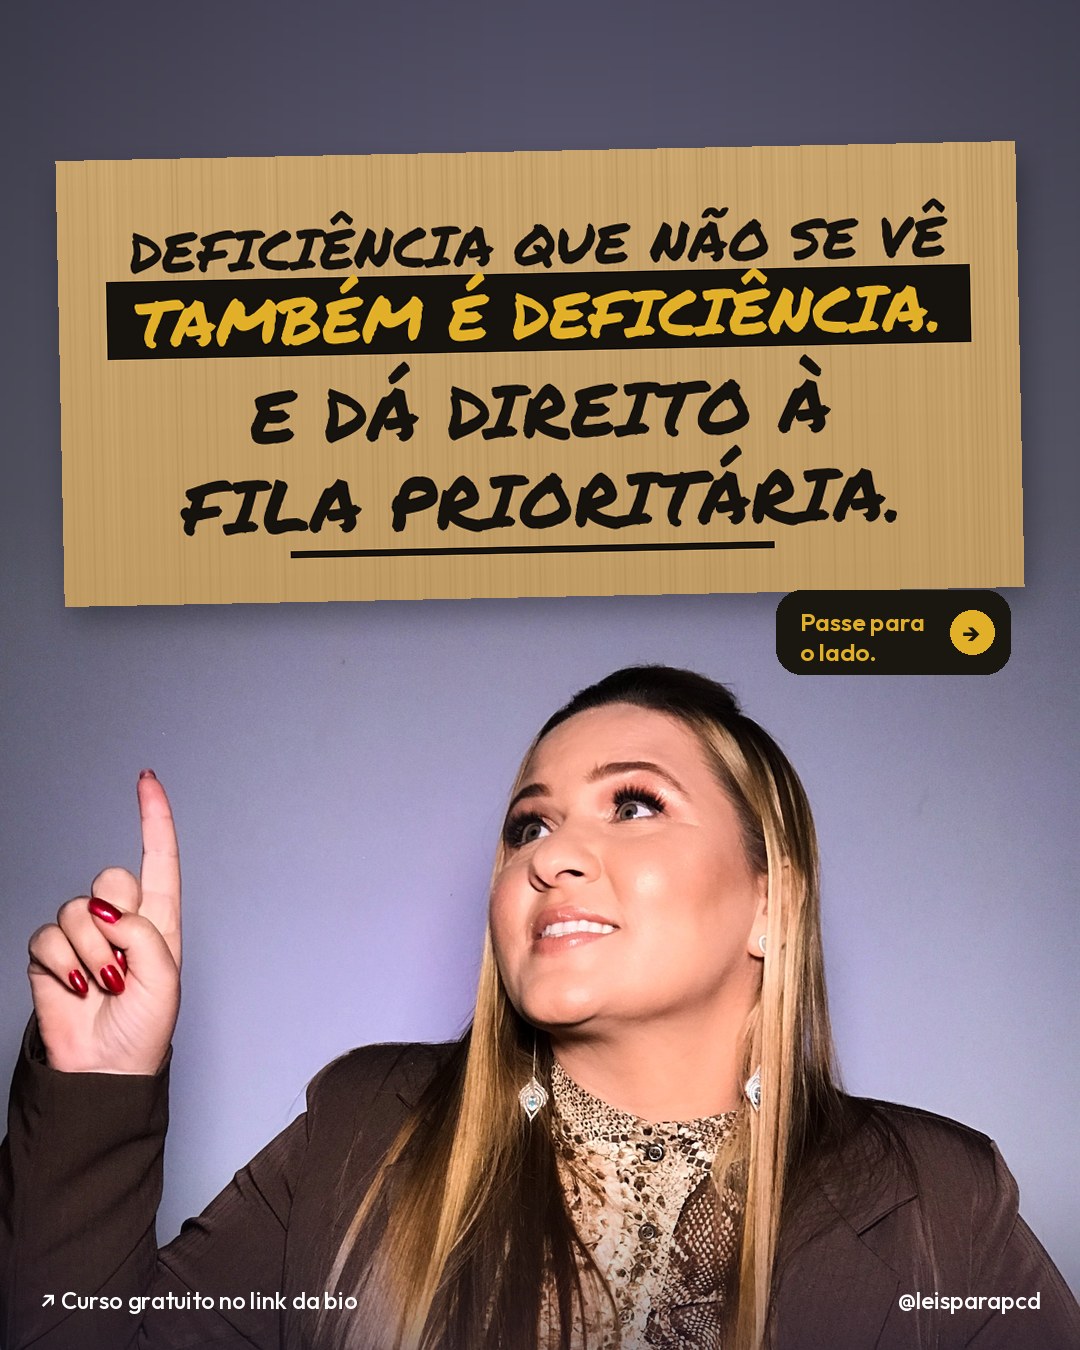 DEFICIÊNCIA QUE NÃO SE VÊ
TAMBÉM É DEFICIÊNCIA.
E DÁ DIREITO À
FILA PRIORITÁRIA.
Passe para
o lado.
Curso gratuito no link da bio
@leisparapcd